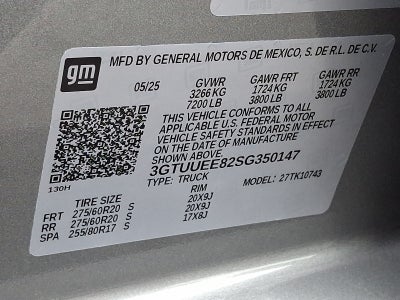 gm
MFD BY GENERAL MOTORS DE MEXICO, S. DE R.L. DE C.V.
05/25 GVWR GAWR FRT GAWR RR
3266 KG 1724 KG 1724 KG
7200 LB 3800 LB 3800 LB
THIS VEHICLE CONFORMS TO ALL
APPLICABLE U.S. FEDERAL MOTOR
VEHICLE SAFETY STANDARDS IN EFFECT
ON THE DATE OF MANUFACTURE
SHOWN ABOVE.
3GTUUEE82SG350147
130H TYPE: TRUCK MODEL: 27TK10743
TIRE SIZE RIM
FRT 275/60R20 S 20X9J
RR 275/60R20 S 20X9J
SPA 255/80R17 S 17X8J